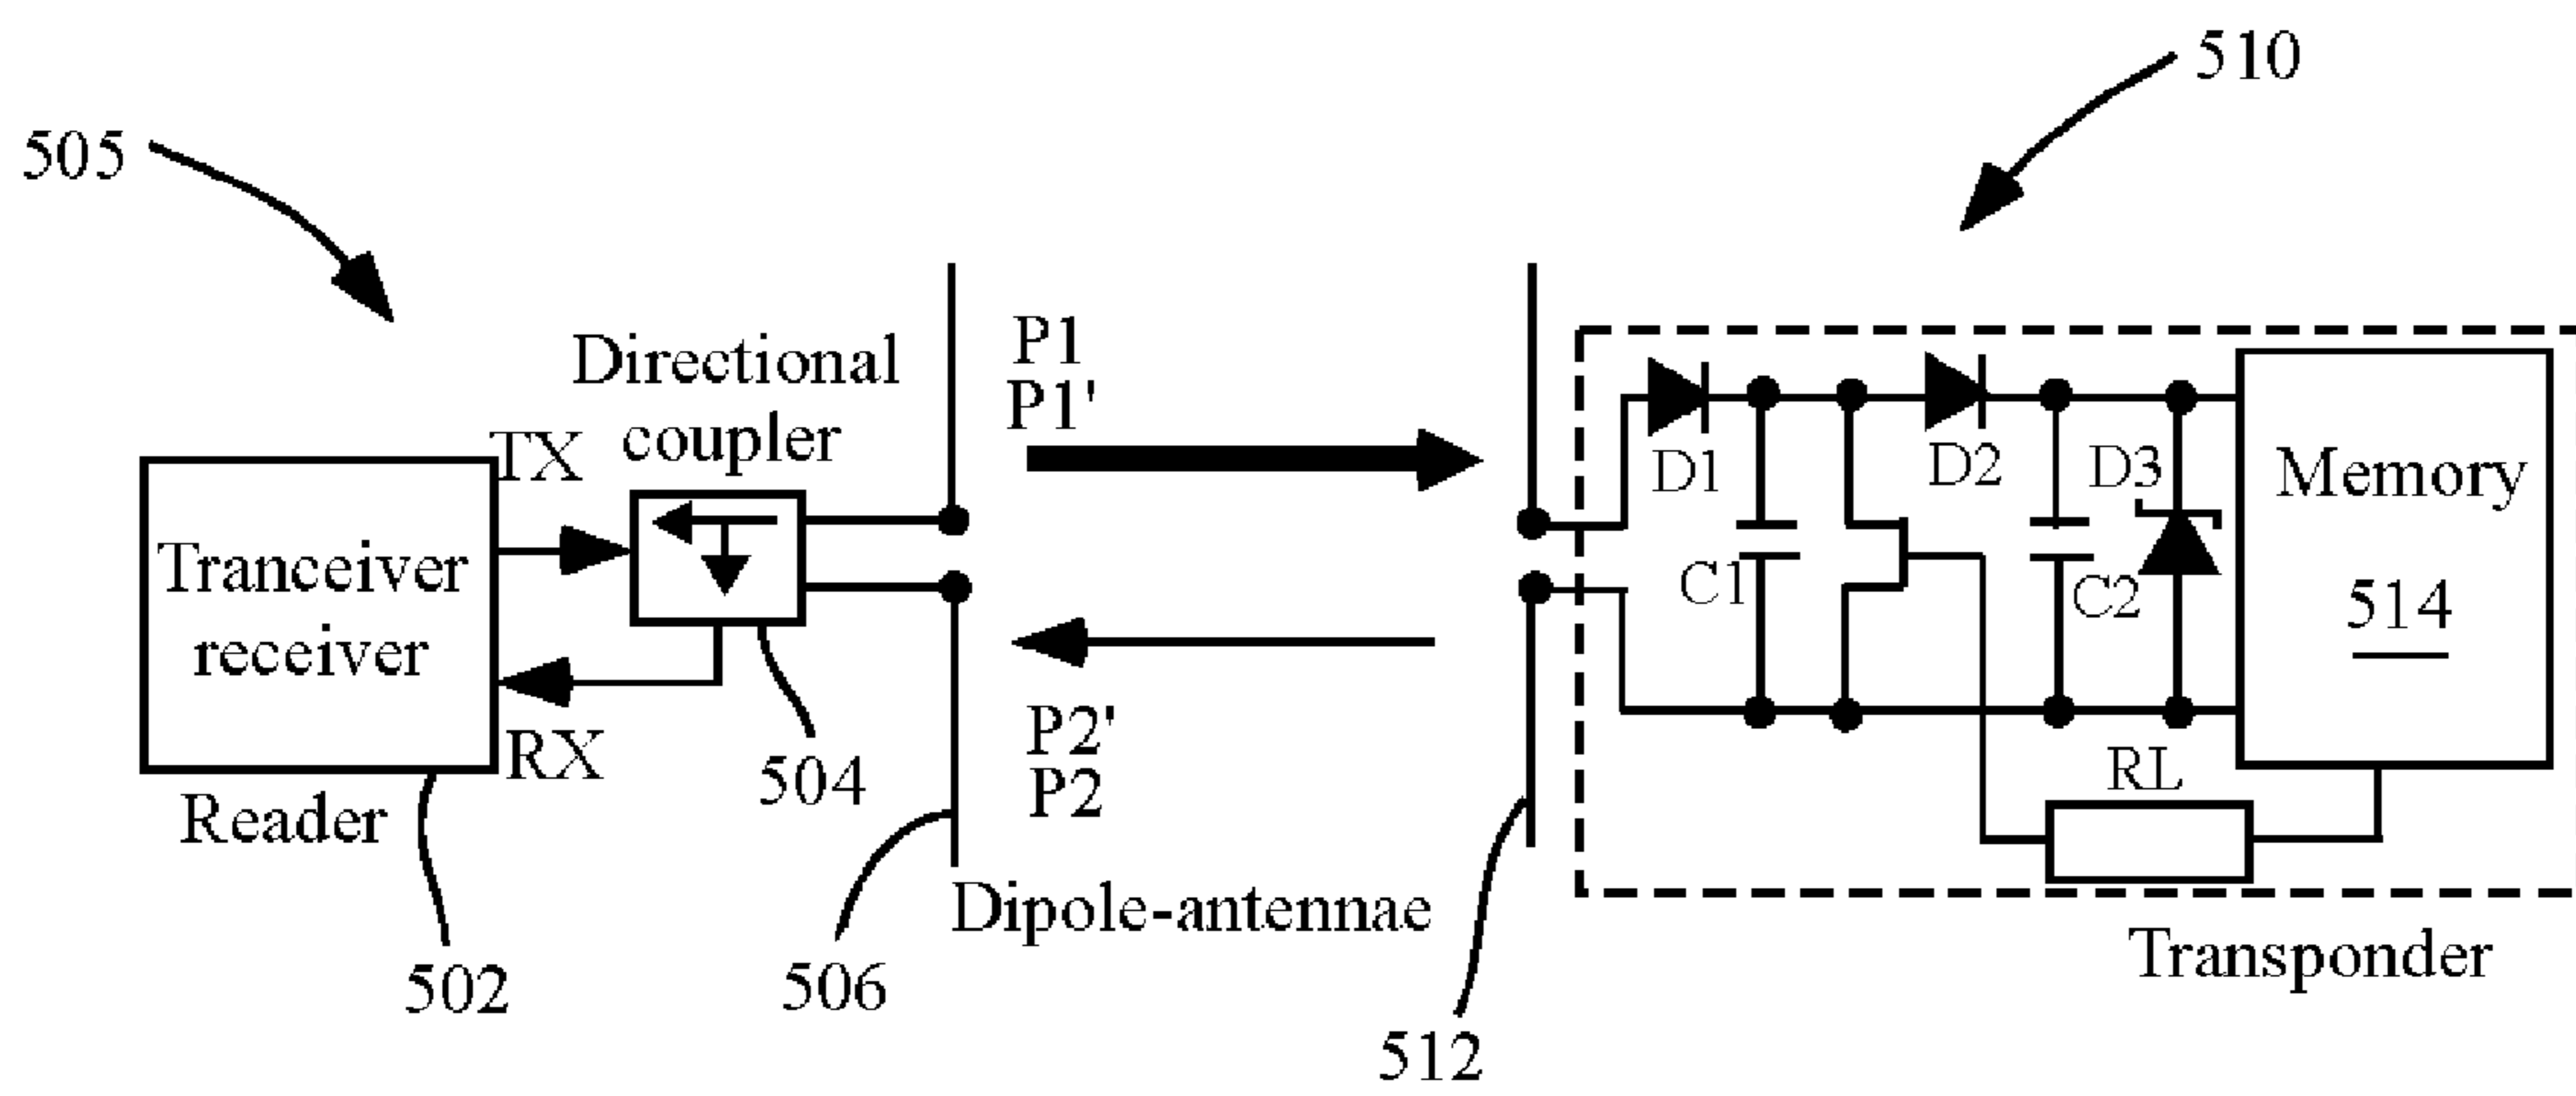 510
505
P1
P1'
Directional
coupler
TX
D1
D2
D3
Memory
514
Tranceiver
receiver
C1
C2
RX
504
P2'
P2
RL
Reader
Dipole-antennae
Transponder
502
506
512